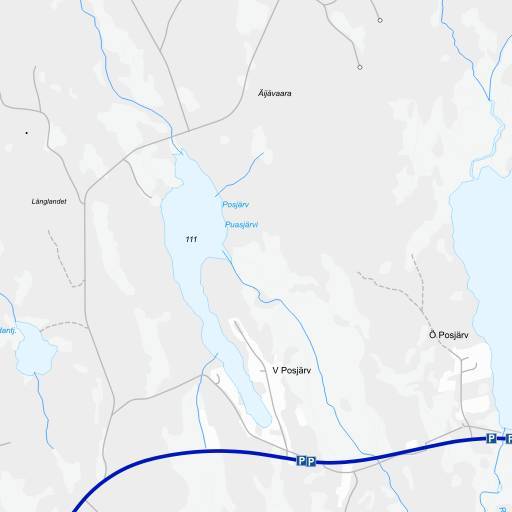 Äijävaara
Långlandet
Posjärv
Puasjärvi
111
Ö Posjärv
V Posjärv
P
P
P
P